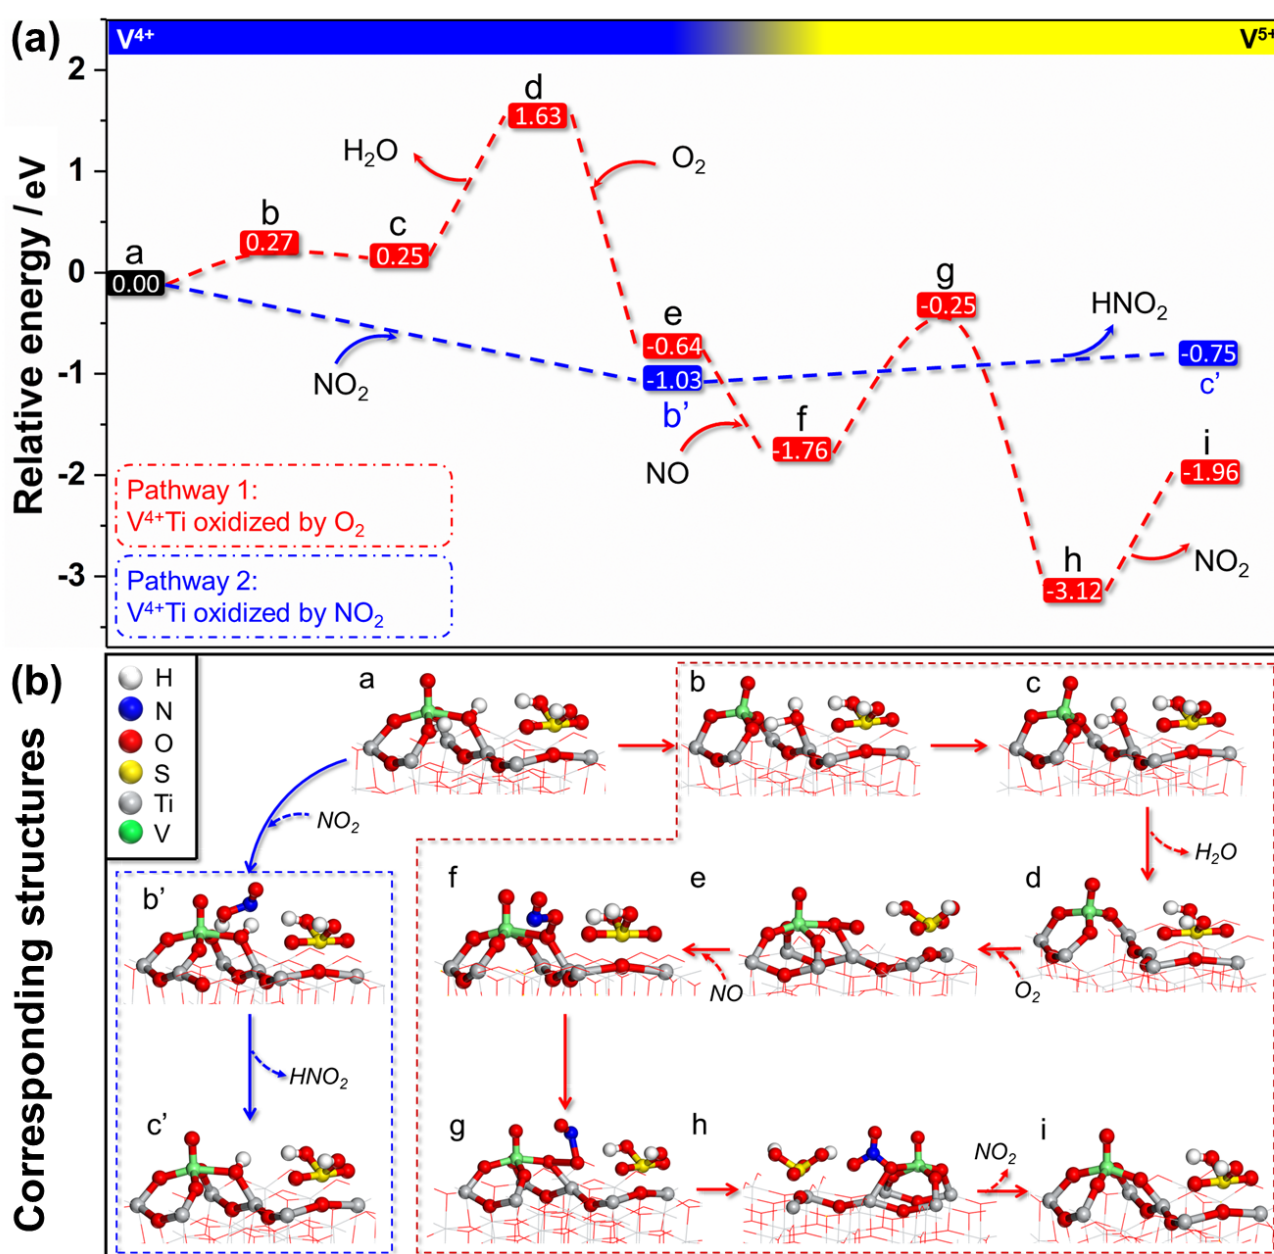 (a)
V⁴⁺ V⁵⁺
Relative energy / eV
2
1
0
-1
-2
-3
a
0.00
b
0.27
c
0.25
d
1.63
H₂O
O₂
e
-0.64
-1.03
b’
NO₂
NO
f
-1.76
g
-0.25
HNO₂
-0.75
c’
h
-3.12
i
-1.96
NO₂
Pathway 1:
V⁴⁺Ti oxidized by O₂
Pathway 2:
V⁴⁺Ti oxidized by NO₂
(b)
Corresponding structures
H
N
O
S
Ti
V
a
b
c
NO₂
H₂O
b’
f
e
d
NO
O₂
HNO₂
c’
g
h
NO₂
i